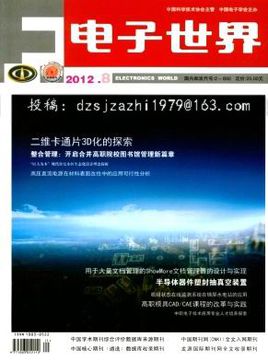 中国科学技术协会主管 中国电子学会主办
电子世界
2012.8 ELECTRONICS WORLD
投稿：dzsjzazhi1979@163.com
二维卡通片3D化的探索
整合管理：开启合并高职院校图书馆管理新篇章
高压直流电源在材料表面改性中的应用可行性分析
用于大量文档管理的ShowMore文档管理器的设计与实现
半导体器件塑封抽真空装置
高职模具CAD/CAE课程的改革与实践
中国学术期刊综合评价数据库来源期刊
中国期刊网(CNKI)全文入网期刊
中国核心期刊（遴选）数据库收录期刊
龙源国际期刊网全文收录期刊